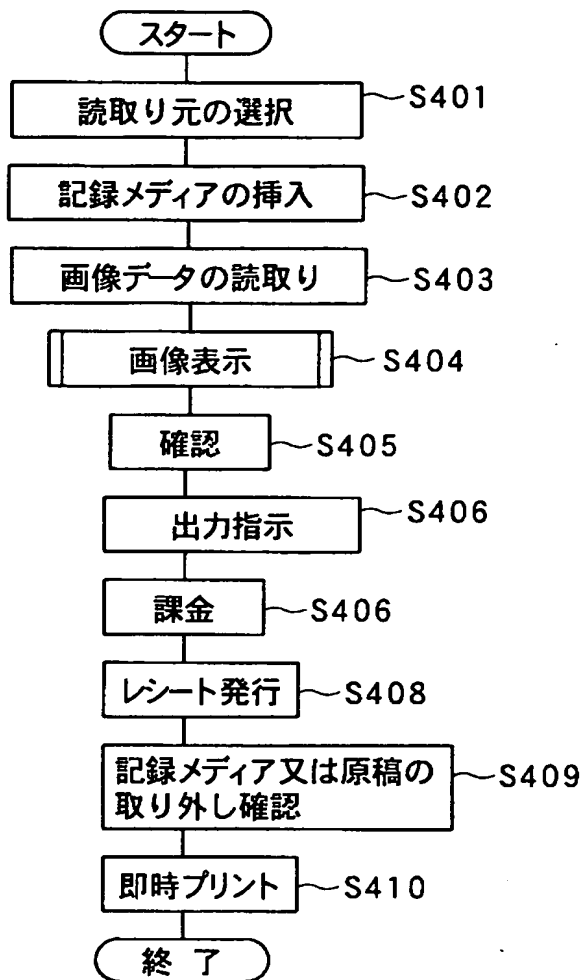 スタート
読取り元の選択
S401
記録メディアの挿入
S402
画像データの読取り
S403
画像表示
S404
確認
S405
出力指示
S406
課金
S406
レシート発行
S408
記録メディア又は原稿の
取り外し確認
S409
即時プリント
S410
終了